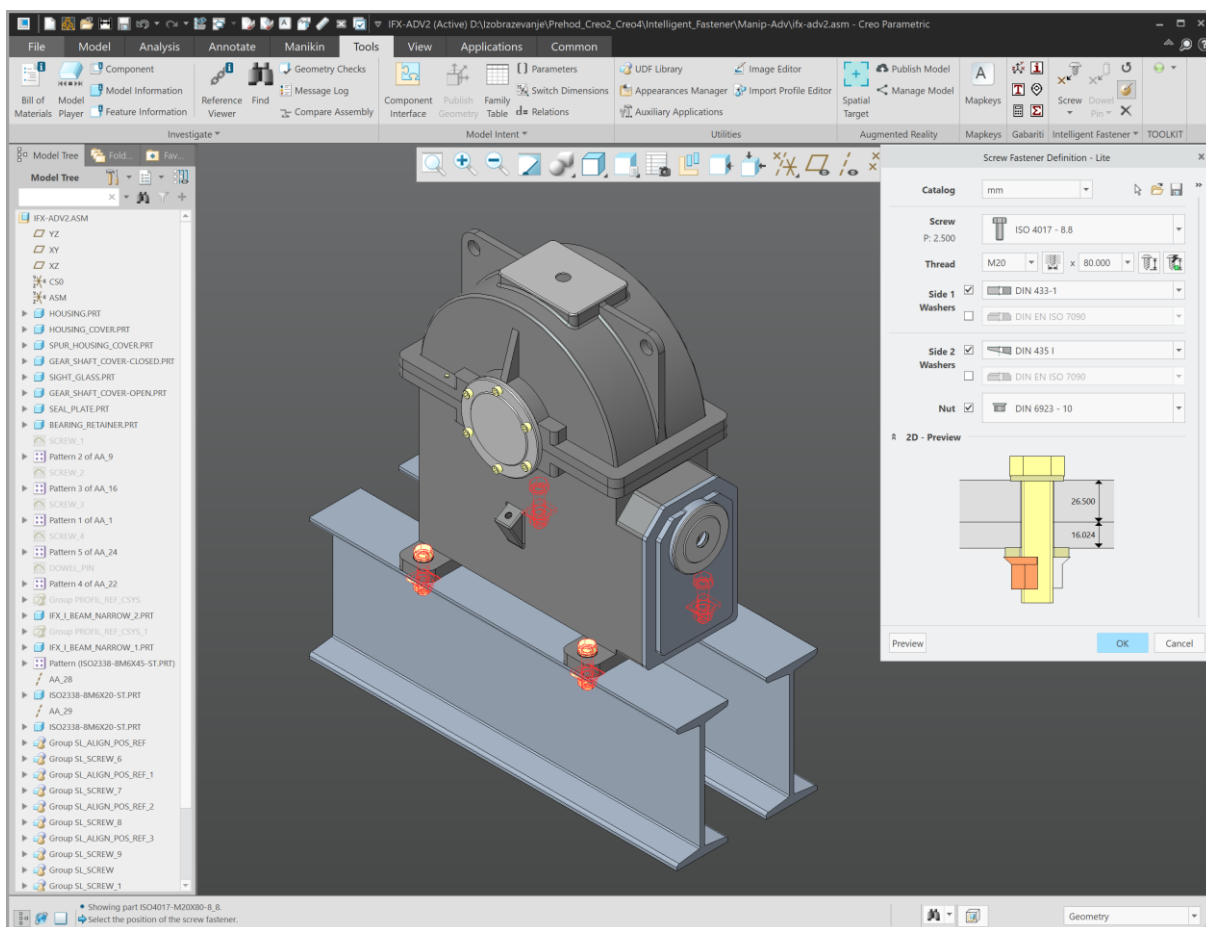 IFX-ADV2 (Active) D:\Izobrazevanje\Prehod_Creo2_Creo4\Intelligent_Fastener\Manip-Adv\ifx-adv2.asm - Creo Parametric
File Model Analysis Annotate Manikin Tools View Applications Common
Bill of Materials
Model Player
Component
Model Information
Feature Information
Reference Viewer
Find
Geometry Checks
Message Log
Compare Assembly
Component Interface
Publish Geometry
Family Table
Parameters
Switch Dimensions
d= Relations
UDF Library
Appearances Manager
Auxiliary Applications
Image Editor
Import Profile Editor
Spatial Target
Publish Model
Manage Model
Mapkeys
Screw
Dowel Pin
Investigate Model Intent Utilities Augmented Reality Mapkeys Gabariti Intelligent Fastener TOOLKIT
Model Tree Fold... Fav...
Model Tree
IFX-ADV2.ASM
YZ
XY
XZ
CS0
ASM
HOUSING.PRT
HOUSING_COVER.PRT
SPUR_HOUSING_COVER.PRT
GEAR_SHAFT_COVER-CLOSED.PRT
SIGHT_GLASS.PRT
GEAR_SHAFT_COVER-OPEN.PRT
SEAL_PLATE.PRT
BEARING_RETAINER.PRT
SCREW_1
Pattern 2 of AA_9
SCREW_2
Pattern 3 of AA_16
SCREW_3
Pattern 1 of AA_1
SCREW_4
Pattern 5 of AA_24
DOWEL_PIN
Pattern 4 of AA_22
Group PROFIL_REF_CSYS
IFX_I_BEAM_NARROW_2.PRT
Group PROFIL_REF_CSYS_1
IFX_I_BEAM_NARROW_1.PRT
Pattern (ISO2338-8M6X45-ST.PRT)
AA_28
ISO2338-8M6X20-ST.PRT
AA_29
ISO2338-8M6X20-ST.PRT
Group SL_ALIGN_POS_REF
Group SL_SCREW_6
Group SL_ALIGN_POS_REF_1
Group SL_SCREW_7
Group SL_ALIGN_POS_REF_2
Group SL_SCREW_8
Group SL_ALIGN_POS_REF_3
Group SL_SCREW_9
Group SL_SCREW
Group SL_SCREW_1
Screw Fastener Definition - Lite
Catalog mm
Screw ISO 4017 - 8.8
P: 2.500
Thread M20 x 80.000
Side 1 DIN 433-1
Washers DIN EN ISO 7090
Side 2 DIN 435 I
Washers DIN EN ISO 7090
Nut DIN 6923 - 10
2D - Preview
26.500
16.024
Preview OK Cancel
Showing part ISO4017-M20X80-8_8.
Select the position of the screw fastener.
Geometry